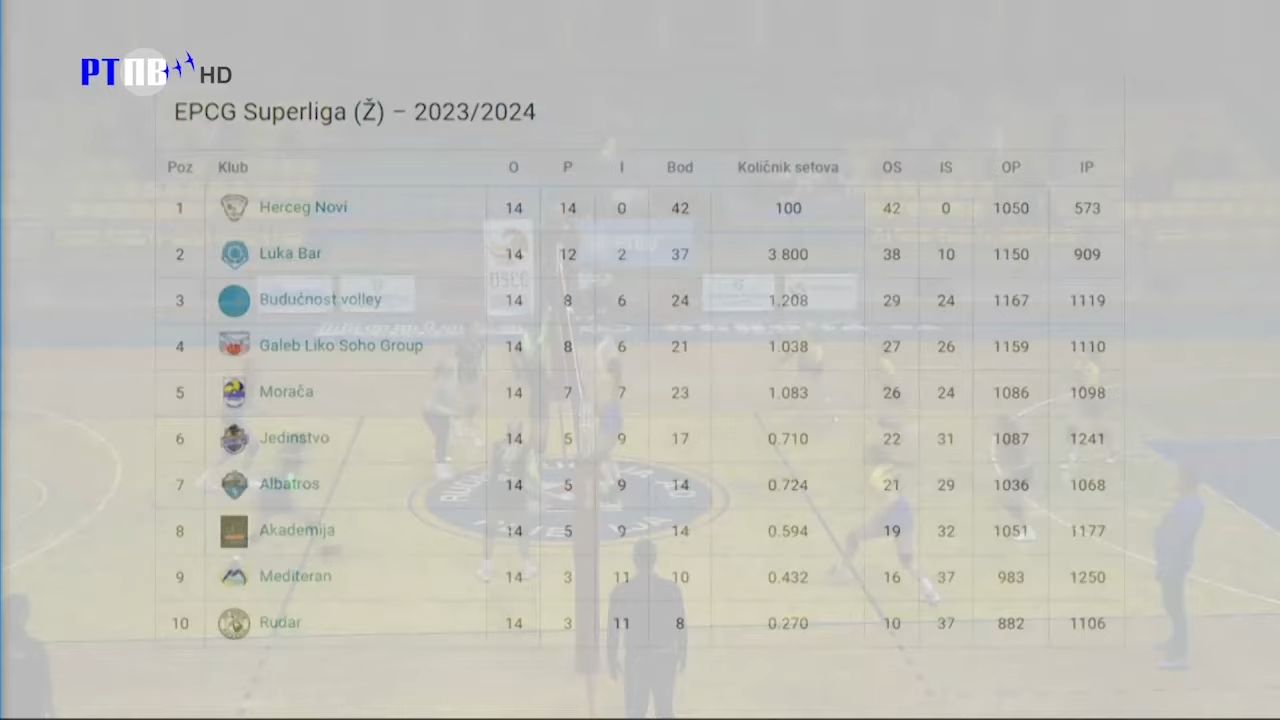 РТПВ HD
EPCG Superliga (Ž) – 2023/2024
Poz Klub O P I Bod Količnik setova OS IS OP IP
1 Herceg Novi 14 14 0 42 100 42 0 1050 573
2 Luka Bar 14 12 2 37 3.800 38 10 1150 909
3 Budućnost volley 14 8 6 24 1.208 29 24 1167 1119
4 Galeb Liko Soho Group 14 8 6 21 1.038 27 26 1159 1110
5 Morača 14 7 7 23 1.083 26 24 1086 1098
6 Jedinstvo 14 5 9 17 0.710 22 31 1087 1241
7 Albatros 14 5 9 14 0.724 21 29 1036 1068
8 Akademija 14 5 9 14 0.594 19 32 1051 1177
9 Mediteran 14 3 11 10 0.432 16 37 983 1250
10 Rudar 14 3 11 8 0.270 10 37 882 1106